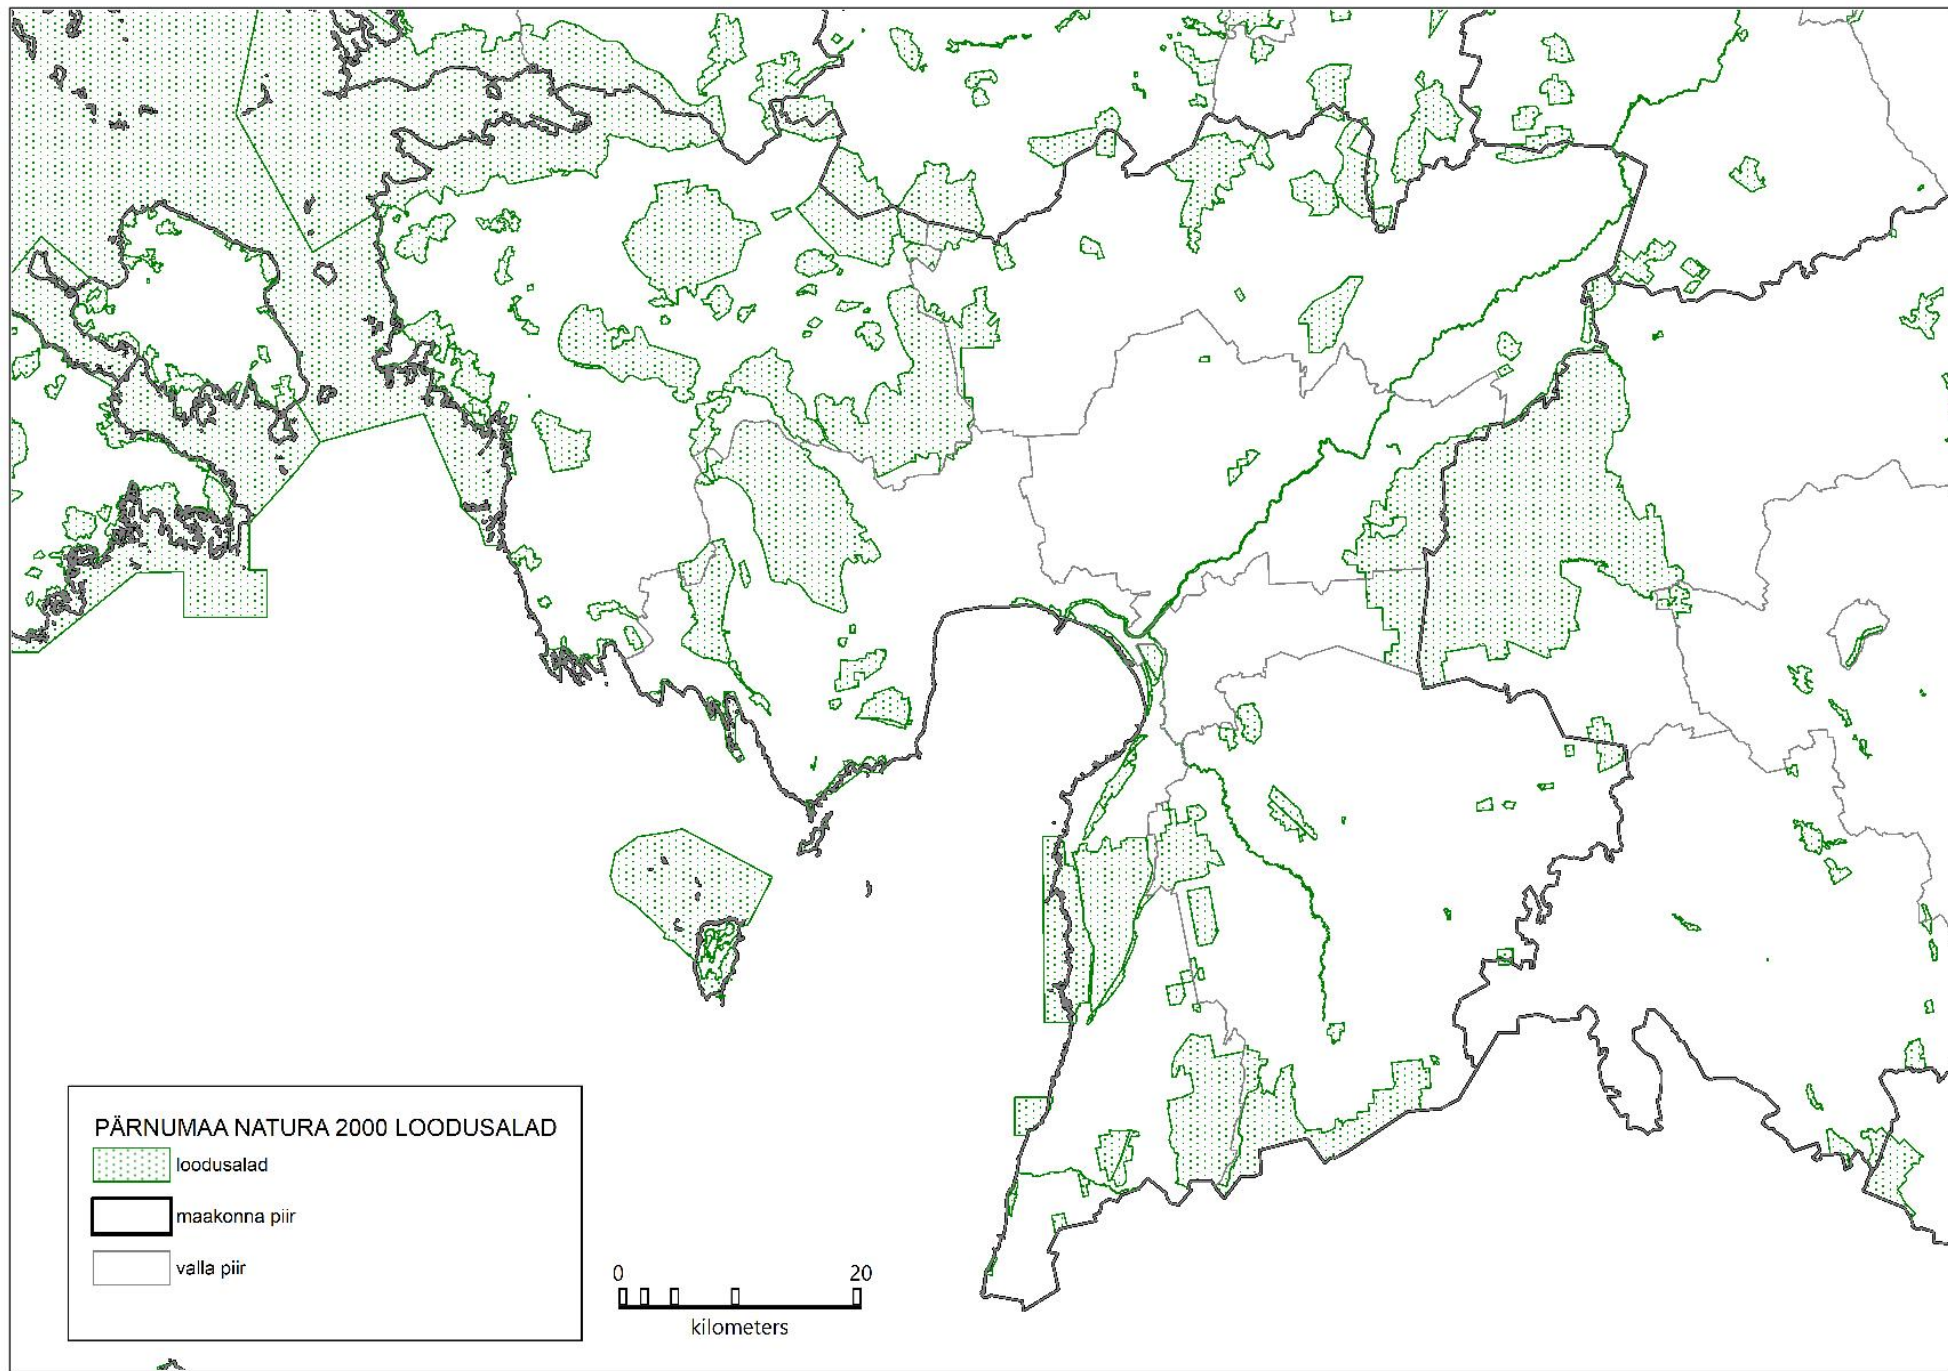 PÄRNUMAA NATURA 2000 LOODUSALAD
loodusalad
maakonna piir
valla piir
0 20
kilometers